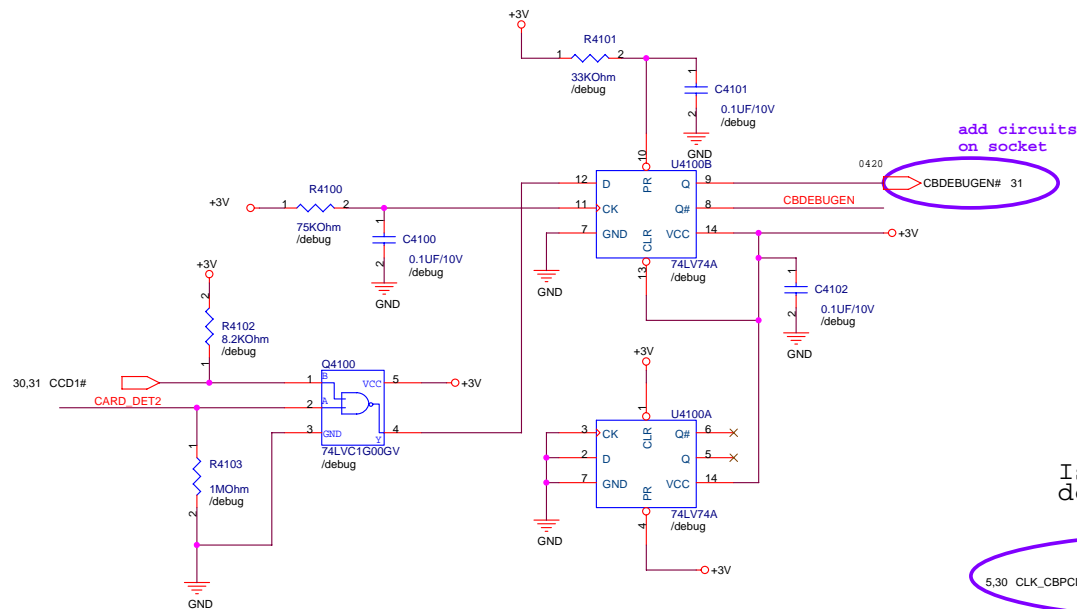 +3V
+3V
R4101
1
2
33KOhm
/debug
1
C4101
2
0.1UF/10V
/debug
GND
add circuits
on socket
0420
CBDEBUGEN# 31
CBDEBUGEN
10
U4100B
12
D
PR
Q
9
11
CK
Q#
8
7
GND
VCC
14
CLR
13
74LV74A
/debug
GND
+3V
R4100
+3V
1
2
75KOhm
/debug
1
C4100
2
0.1UF/10V
/debug
GND
1
C4102
2
0.1UF/10V
/debug
GND
+3V
2
R4102
8.2KOhm
/debug
1
30,31 CCD1#
CARD_DET2
Q4100
1
B
VCC
5
+3V
2
A
3
GND
Y
4
74LVC1G00GV
/debug
1
R4103
1MOhm
/debug
2
GND
+3V
1
U4100A
3
CK
CLR
Q#
6
2
D
Q
5
7
GND
VCC
14
PR
4
74LV74A
/debug
GND
+3V
5,30 CLK_CBPC